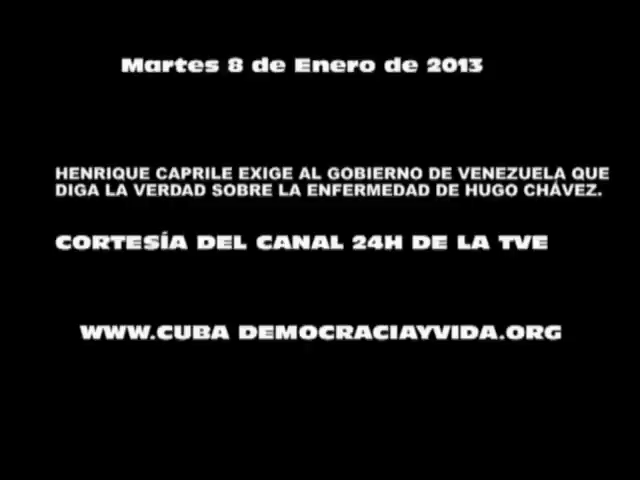 Martes 8 de Enero de 2013
HENRIQUE CAPRILE EXIGE AL GOBIERNO DE VENEZUELA QUE
DIGA LA VERDAD SOBRE LA ENFERMEDAD DE HUGO CHÁVEZ.
CORTESÍA DEL CANAL 24H DE LA TVE
WWW.CUBA DEMOCRACIAYVIDA.ORG